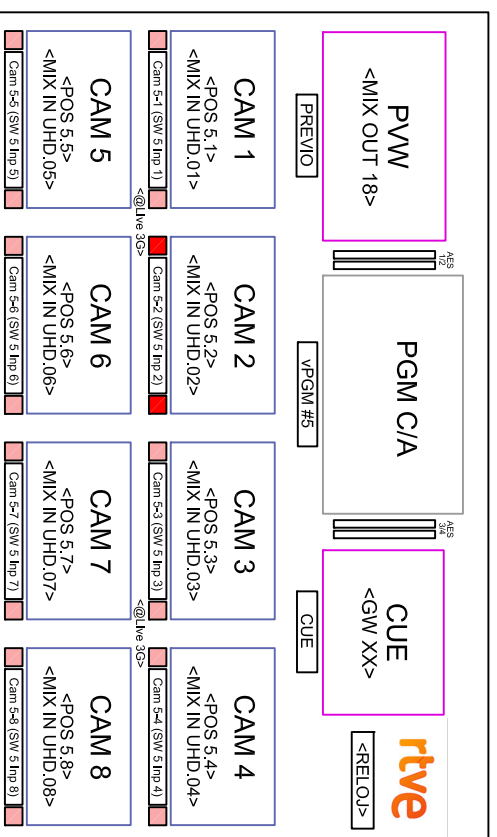 PVW
<MIX OUT 18>
PREVIO
AES
1/2
PGM C/A
vPGM #5
AES
3/4
CUE
<GW XX>
CUE
rtve
<RELOJ>
CAM 1
<POS 5.1>
<MIX IN UHD.01>
Cam 5-1 (SW 5 Inp 1)
CAM 2
<POS 5.2>
<MIX IN UHD.02>
Cam 5-2 (SW 5 Inp 2)
CAM 3
<POS 5.3>
<MIX IN UHD.03>
Cam 5-3 (SW 5 Inp 3)
CAM 4
<POS 5.4>
<MIX IN UHD.04>
Cam 5-4 (SW 5 Inp 4)
<@Live 3G>
<@Live 3G>
CAM 5
<POS 5.5>
<MIX IN UHD.05>
Cam 5-5 (SW 5 Inp 5)
CAM 6
<POS 5.6>
<MIX IN UHD.06>
Cam 5-6 (SW 5 Inp 6)
CAM 7
<POS 5.7>
<MIX IN UHD.07>
Cam 5-7 (SW 5 Inp 7)
CAM 8
<POS 5.8>
<MIX IN UHD.08>
Cam 5-8 (SW 5 Inp 8)